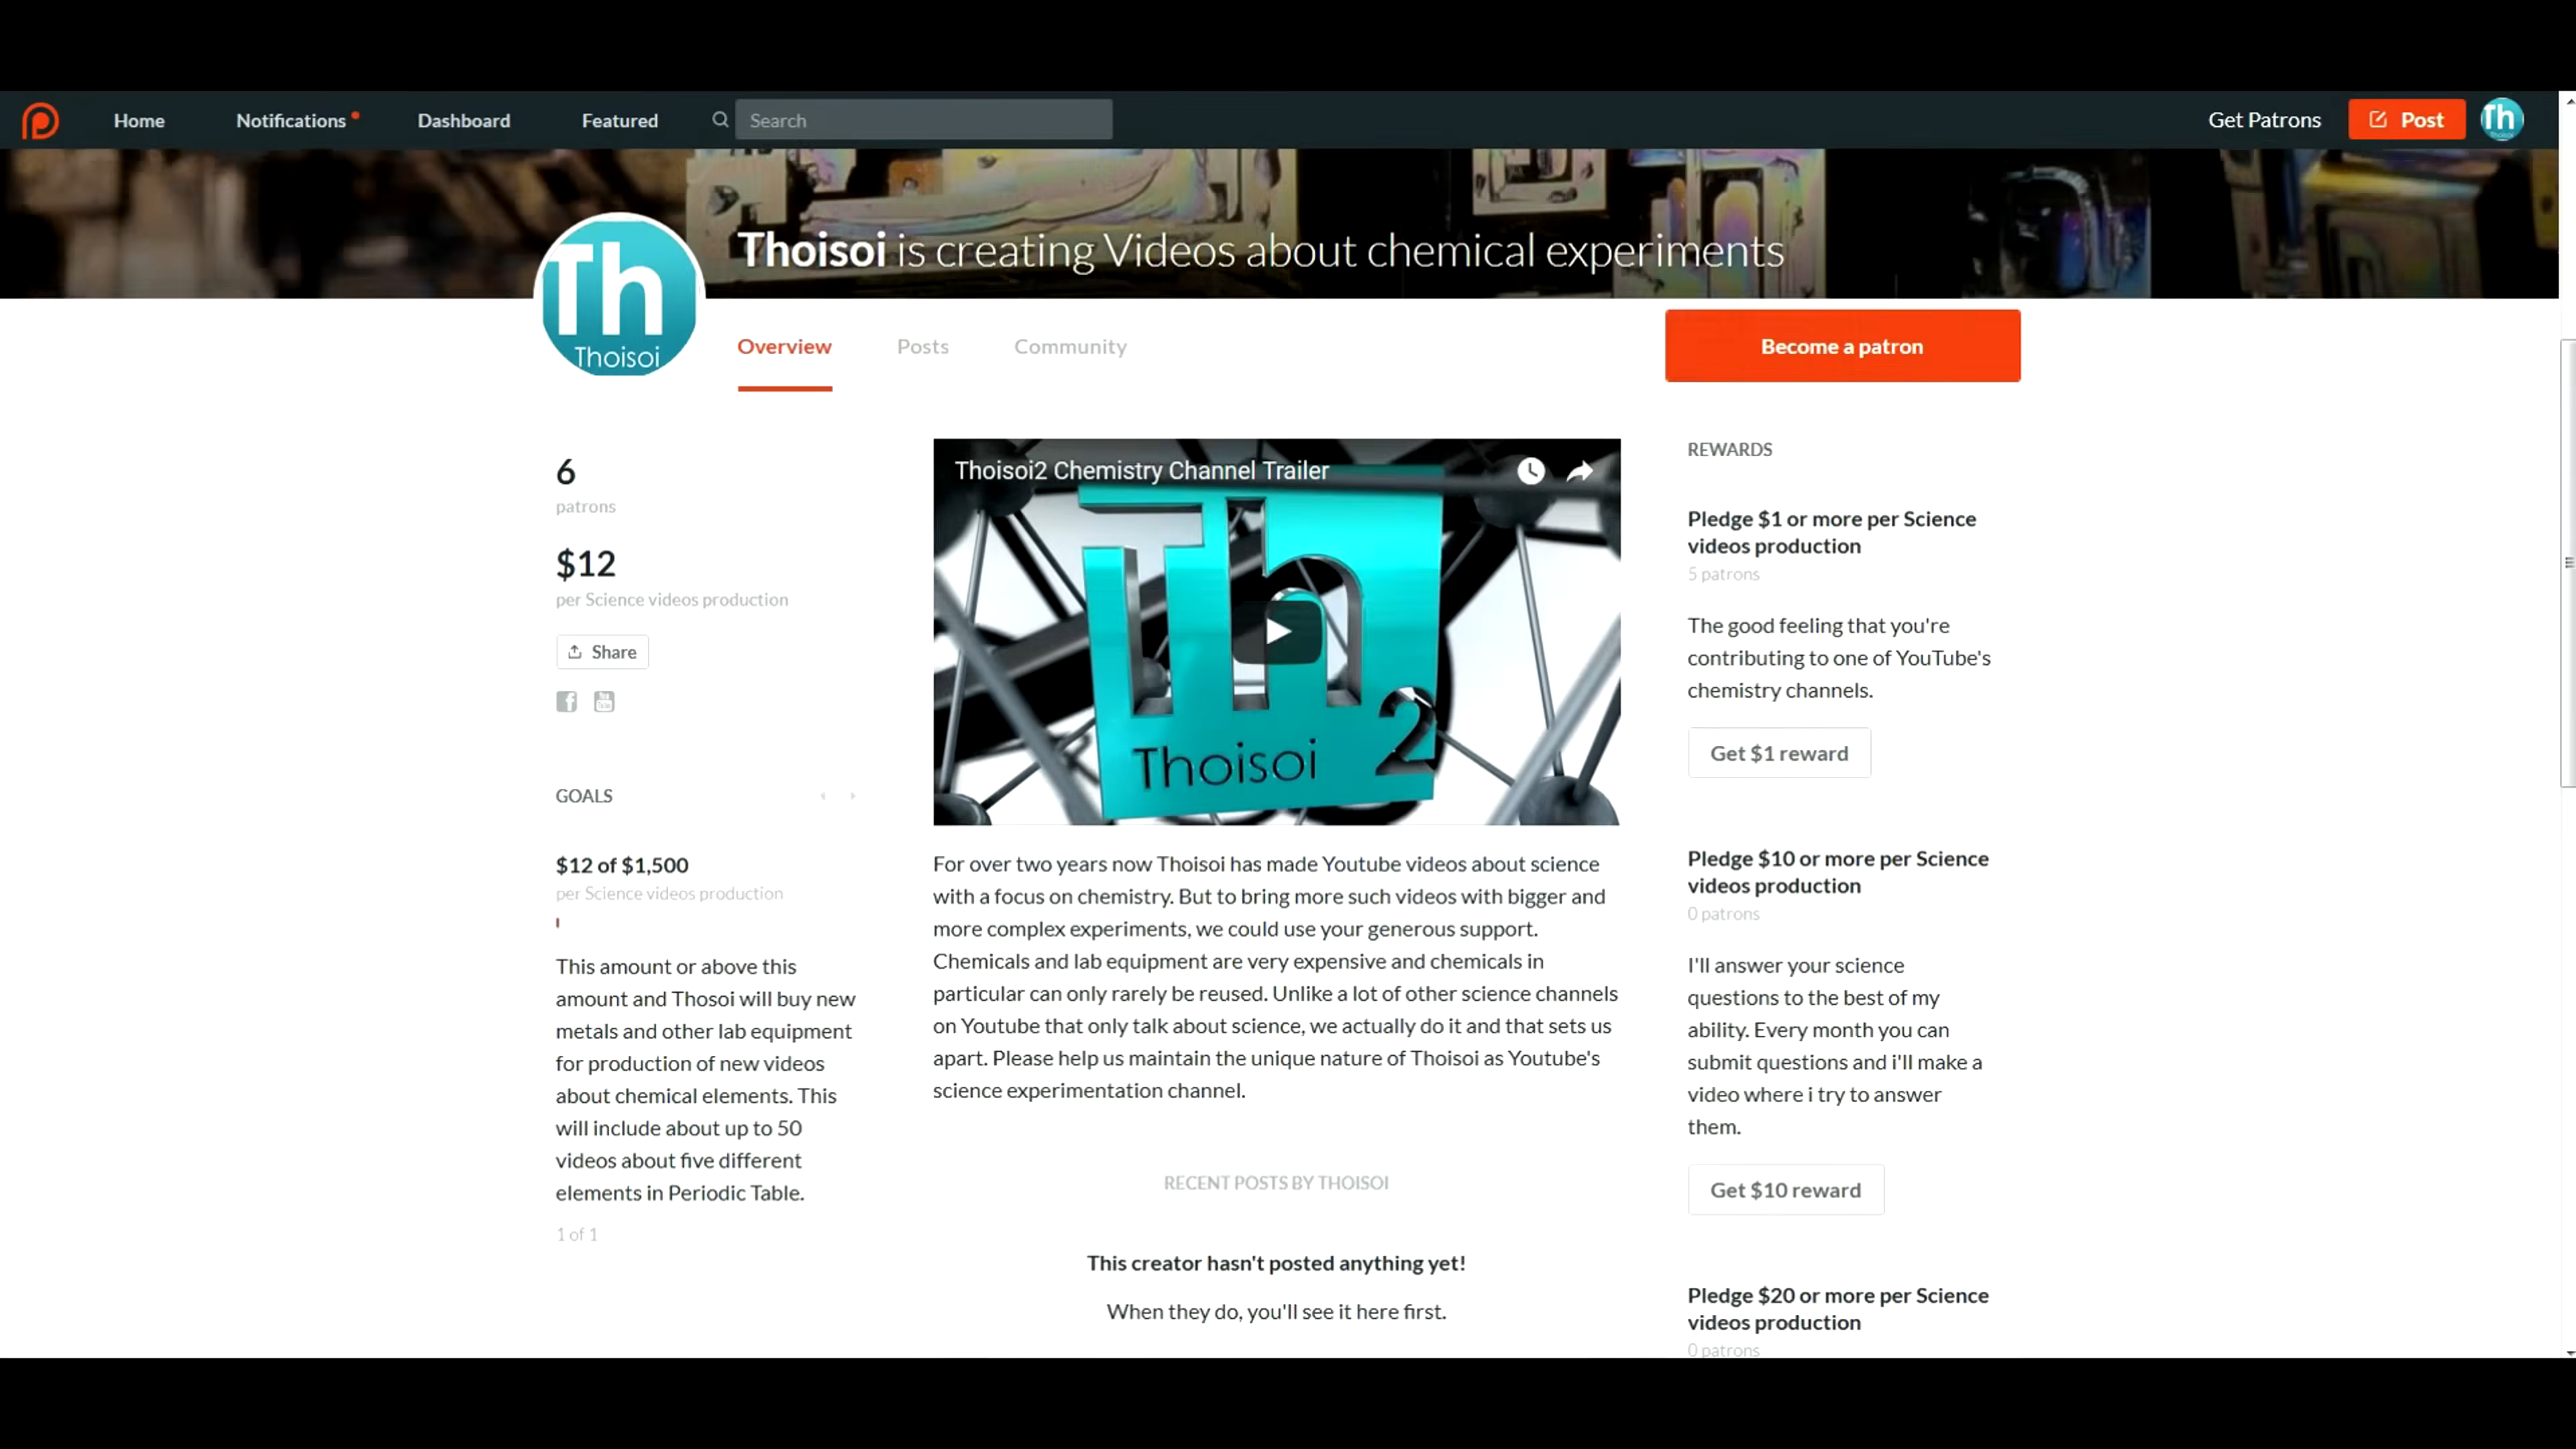 Home
Notifications
Dashboard
Featured
Search
Get Patrons
Post
Th
Thoisoi is creating Videos about chemical experiments
Th
Thoisoi
Overview
Posts
Community
Become a patron
6
patrons
$12
per Science videos production
Share
GOALS
$12 of $1,500
per Science videos production
This amount or above this
amount and Thosoi will buy new
metals and other lab equipment
for production of new videos
about chemical elements. This
will include about up to 50
videos about five different
elements in Periodic Table.
1 of 1
Thoisoi2 Chemistry Channel Trailer
Th
Thoisoi 2
For over two years now Thoisoi has made Youtube videos about science
with a focus on chemistry. But to bring more such videos with bigger and
more complex experiments, we could use your generous support.
Chemicals and lab equipment are very expensive and chemicals in
particular can only rarely be reused. Unlike a lot of other science channels
on Youtube that only talk about science, we actually do it and that sets us
apart. Please help us maintain the unique nature of Thoisoi as Youtube's
science experimentation channel.
RECENT POSTS BY THOISOI
This creator hasn't posted anything yet!
When they do, you'll see it here first.
REWARDS
Pledge $1 or more per Science
videos production
5 patrons
The good feeling that you're
contributing to one of YouTube's
chemistry channels.
Get $1 reward
Pledge $10 or more per Science
videos production
0 patrons
I'll answer your science
questions to the best of my
ability. Every month you can
submit questions and i'll make a
video where i try to answer
them.
Get $10 reward
Pledge $20 or more per Science
videos production
0 patrons